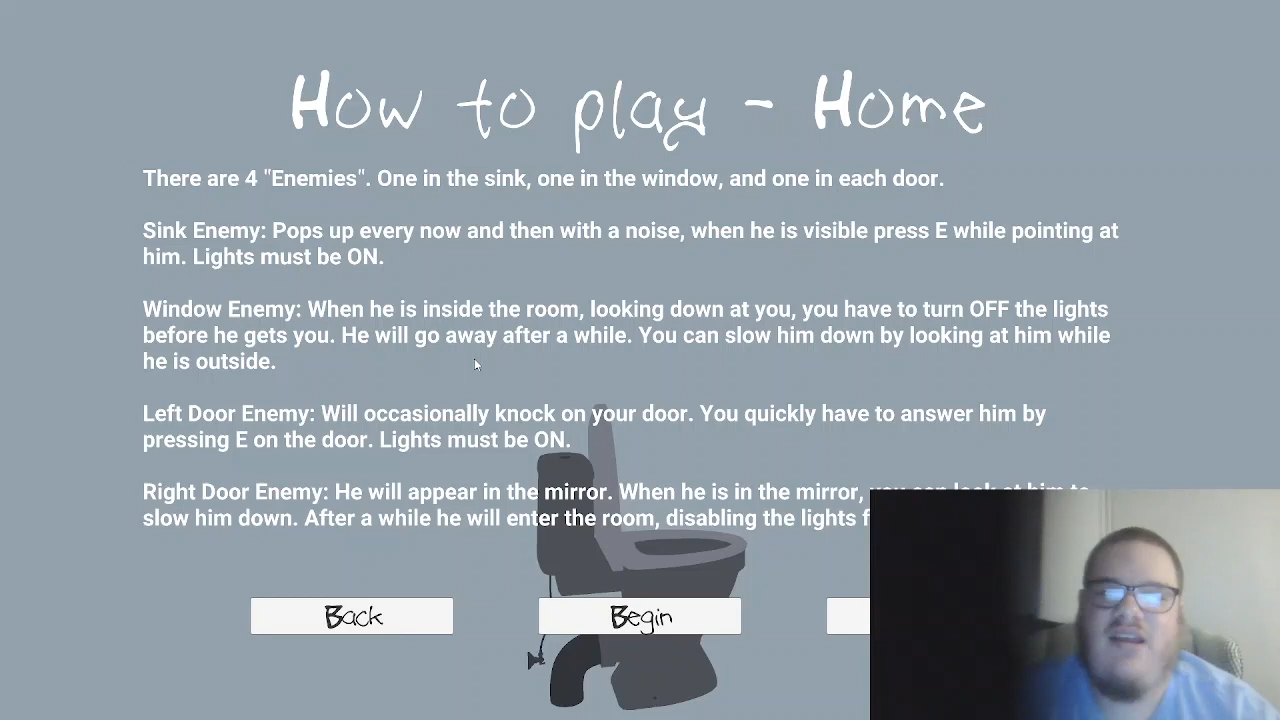 How to play - Home
There are 4 "Enemies". One in the sink, one in the window, and one in each door.
Sink Enemy: Pops up every now and then with a noise, when he is visible press E while pointing at
him. Lights must be ON.
Window Enemy: When he is inside the room, looking down at you, you have to turn OFF the lights
before he gets you. He will go away after a while. You can slow him down by looking at him while
he is outside.
Left Door Enemy: Will occasionally knock on your door. You quickly have to answer him by
pressing E on the door. Lights must be ON.
Right Door Enemy: He will appear in the mirror. When he is in the mirror, you can look at him to
slow him down. After a while he will enter the room, disabling the lights
Back
Begin